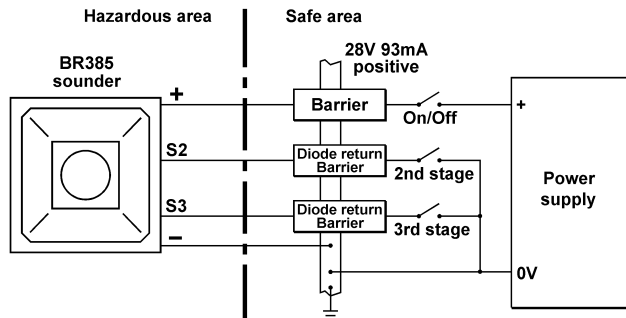 Hazardous area
Safe area
BR385
sounder
28V 93mA
positive
+
Barrier
On/Off
+
S2
Diode return
Barrier
2nd stage
Power
supply
S3
Diode return
Barrier
3rd stage
−
0V